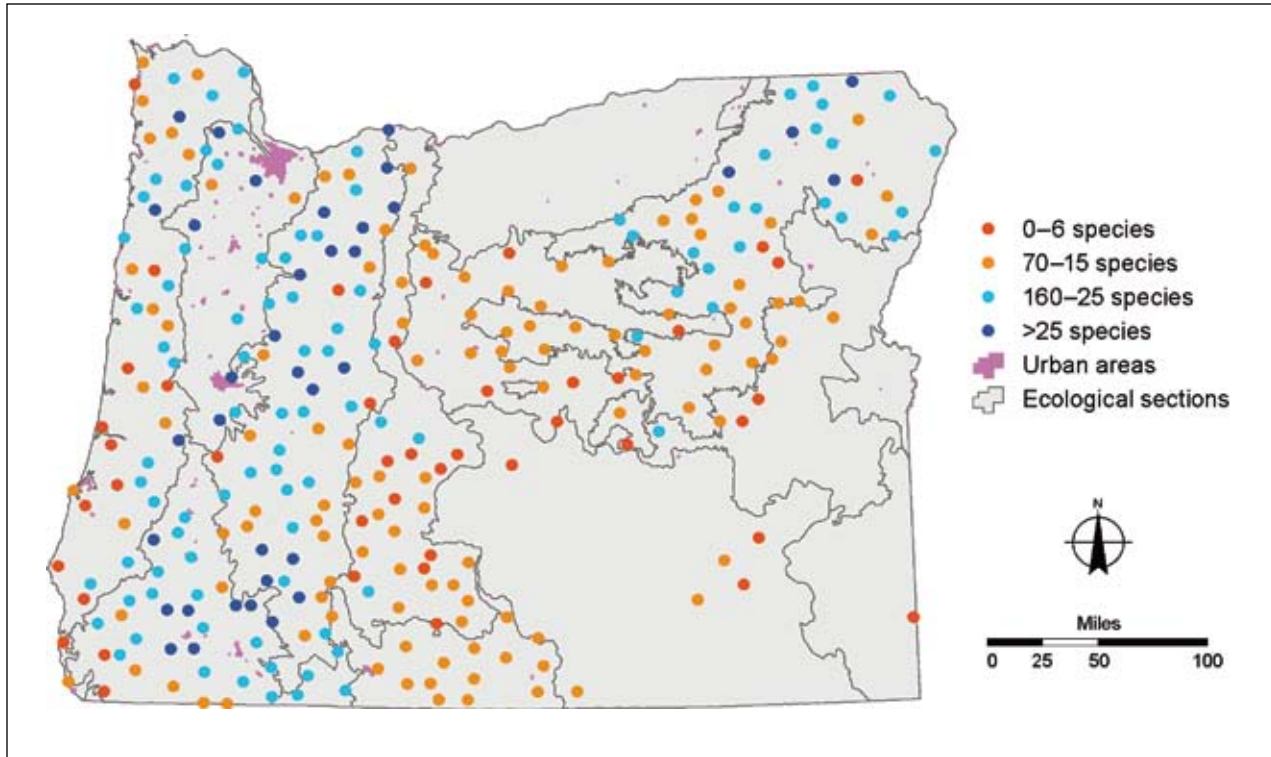 0–6 species
70–15 species
160–25 species
>25 species
Urban areas
Ecological sections
N
Miles
0 25 50 100